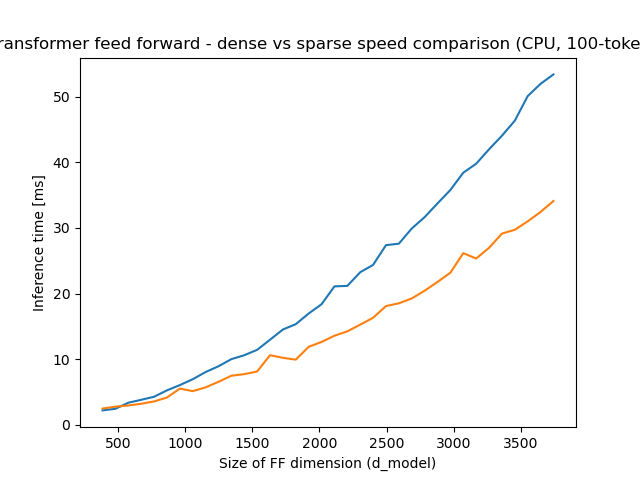 ransformer feed forward - dense vs sparse speed comparison (CPU, 100-toke
50
40
30
20
10
0
Inference time [ms]
500 1000 1500 2000 2500 3000 3500
Size of FF dimension (d_model)